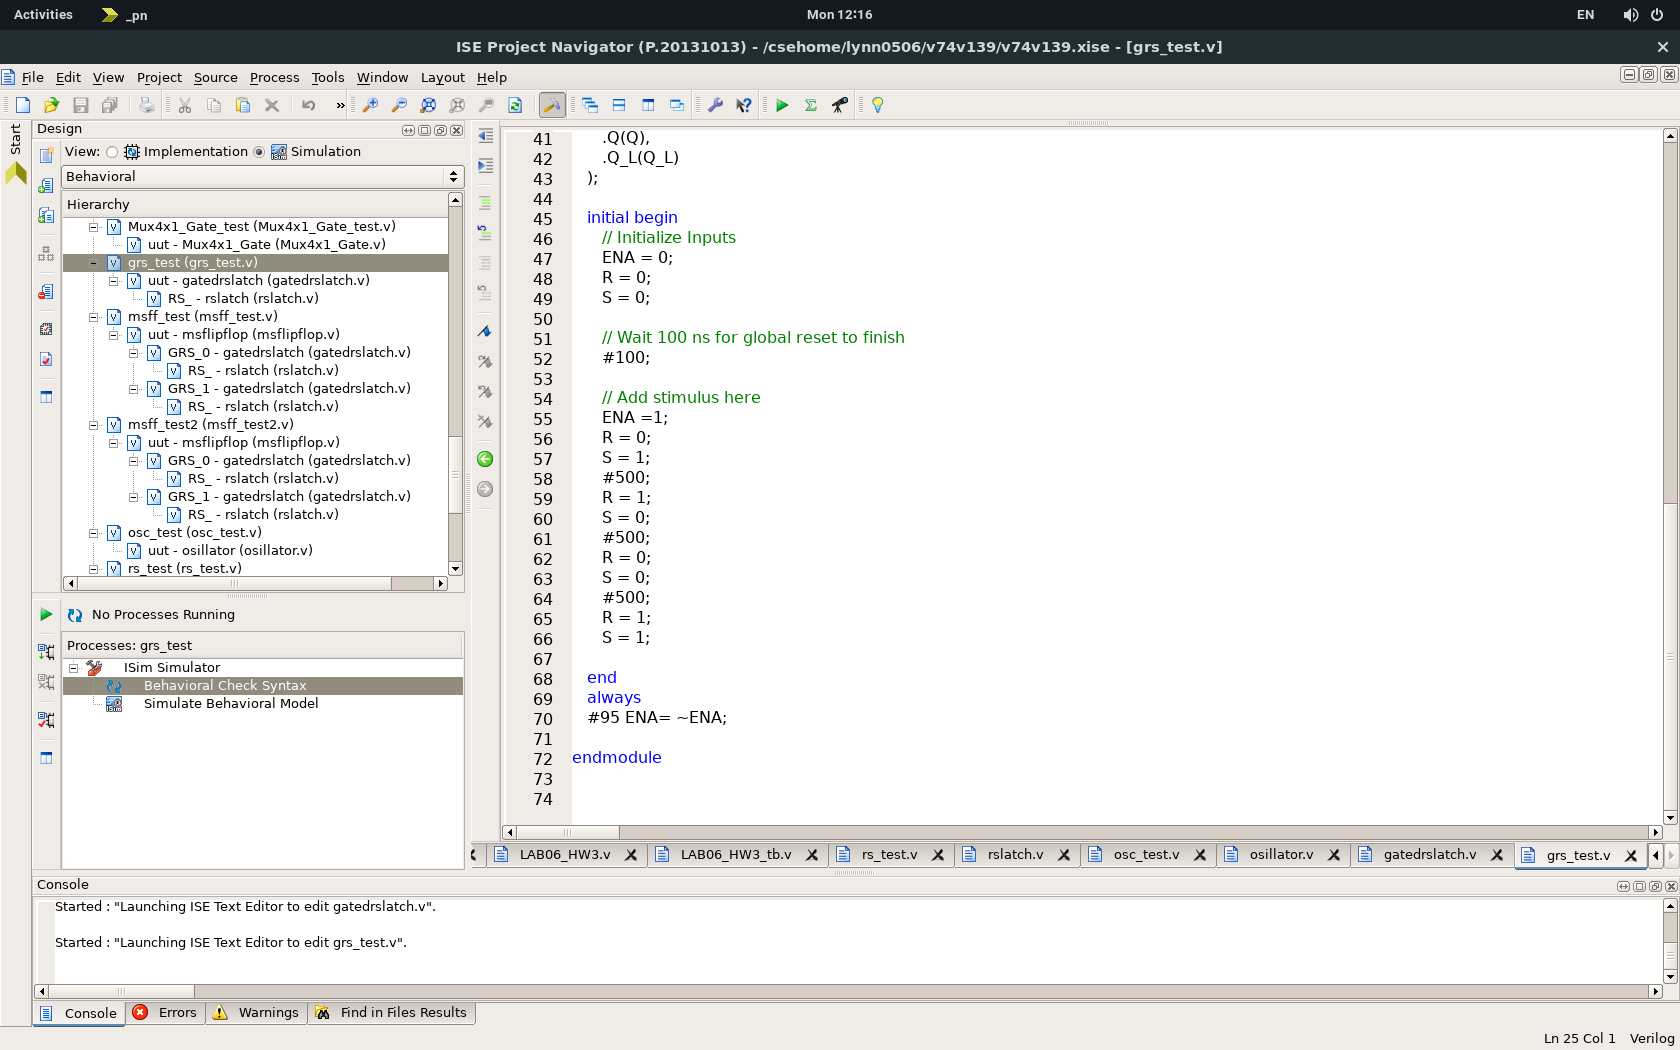 Activities
_pn
Mon 12:16
EN
ISE Project Navigator (P.20131013) - /csehome/lynn0506/v74v139/v74v139.xise - [grs_test.v]
File Edit View Project Source Process Tools Window Layout Help
»
Start
Design
View: Implementation Simulation
Behavioral
Hierarchy
Mux4x1_Gate_test (Mux4x1_Gate_test.v)
uut - Mux4x1_Gate (Mux4x1_Gate.v)
grs_test (grs_test.v)
uut - gatedrslatch (gatedrslatch.v)
RS_ - rslatch (rslatch.v)
msff_test (msff_test.v)
uut - msflipflop (msflipflop.v)
GRS_0 - gatedrslatch (gatedrslatch.v)
RS_ - rslatch (rslatch.v)
GRS_1 - gatedrslatch (gatedrslatch.v)
RS_ - rslatch (rslatch.v)
msff_test2 (msff_test2.v)
uut - msflipflop (msflipflop.v)
GRS_0 - gatedrslatch (gatedrslatch.v)
RS_ - rslatch (rslatch.v)
GRS_1 - gatedrslatch (gatedrslatch.v)
RS_ - rslatch (rslatch.v)
osc_test (osc_test.v)
uut - osillator (osillator.v)
rs_test (rs_test.v)
No Processes Running
Processes: grs_test
ISim Simulator
Behavioral Check Syntax
Simulate Behavioral Model
41 .Q(Q),
42 .Q_L(Q_L)
43 );
44
45 initial begin
46 // Initialize Inputs
47 ENA = 0;
48 R = 0;
49 S = 0;
50
51 // Wait 100 ns for global reset to finish
52 #100;
53
54 // Add stimulus here
55 ENA =1;
56 R = 0;
57 S = 1;
58 #500;
59 R = 1;
60 S = 0;
61 #500;
62 R = 0;
63 S = 0;
64 #500;
65 R = 1;
66 S = 1;
67
68 end
69 always
70 #95 ENA= ~ENA;
71
72 endmodule
73
74
LAB06_HW3.v LAB06_HW3_tb.v rs_test.v rslatch.v osc_test.v osillator.v gatedrslatch.v grs_test.v
Console
Started : "Launching ISE Text Editor to edit gatedrslatch.v".
Started : "Launching ISE Text Editor to edit grs_test.v".
Console Errors Warnings Find in Files Results
Ln 25 Col 1 Verilog